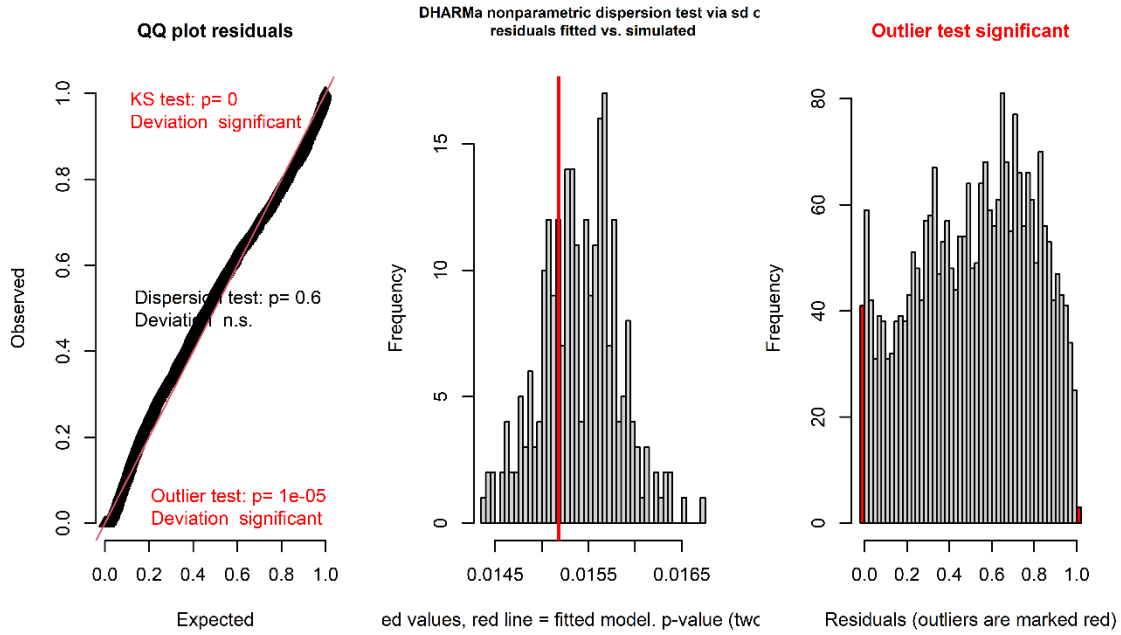 QQ plot residuals
KS test: p= 0
Deviation significant
Dispersion test: p= 0.6
Deviation n.s.
Outlier test: p= 1e-05
Deviation significant
Observed
0.0 0.2 0.4 0.6 0.8 1.0
0.0 0.2 0.4 0.6 0.8 1.0
Expected
DHARMa nonparametric dispersion test via sd o
residuals fitted vs. simulated
Frequency
0 5 10 15
0.0145 0.0155 0.0165
ed values, red line = fitted model. p-value (two
Outlier test significant
Frequency
0 20 40 60 80
0.0 0.2 0.4 0.6 0.8 1.0
Residuals (outliers are marked red)